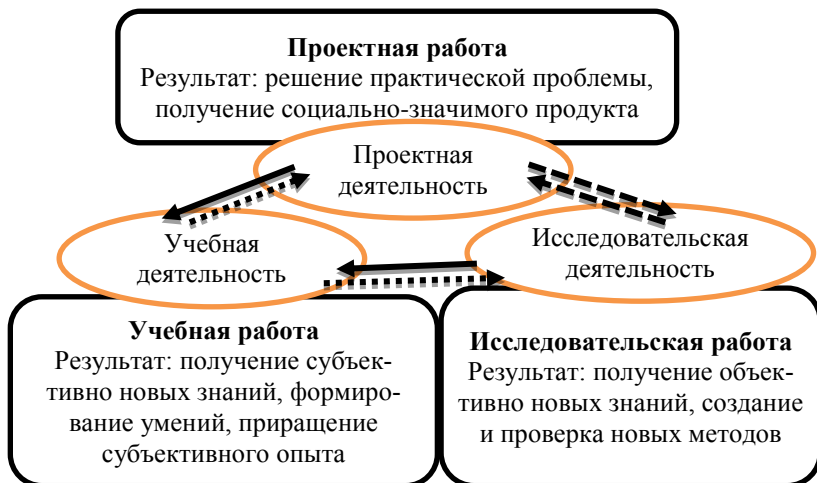 Проектная работа
Результат: решение практической проблемы,
получение социально-значимого продукта
Проектная
деятельность
Учебная
деятельность
Исследовательская
деятельность
Учебная работа
Результат: получение субъек-
тивно новых знаний, формиро-
вание умений, приращение
субъективного опыта
Исследовательская работа
Результат: получение объек-
тивно новых знаний, создание
и проверка новых методов